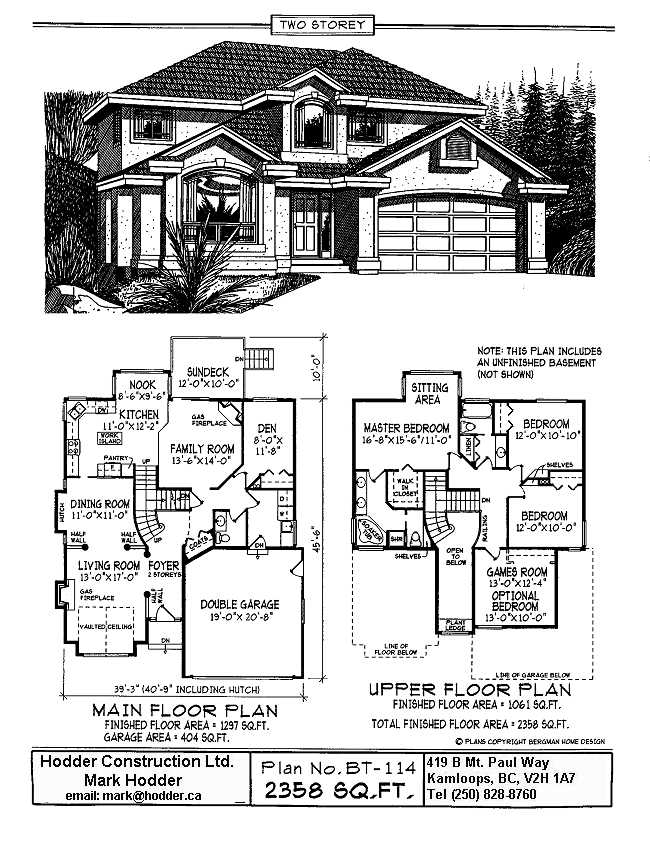 TWO STOREY
NOTE: THIS PLAN INCLUDES
AN UNFINISHED BASEMENT
(NOT SHOWN)
SUNDECK
12'-0"X10'-0"
DN
10'-0"
NOOK
8'-6"X9'-6"
DW
KITCHEN
11'-0"X12'-2"
WORK
ISLAND
PANTRY
F
UP
GAS
FIREPLACE
FAMILY ROOM
13'-6"X14'-0"
DEN
8'-0"X
11'-8"
HUTCH
DINING ROOM
11'-0"X11'-0"
UP
D
W
COATS
DN
45'-6"
HALF
WALL
HALF
WALL
LIVING ROOM
13'-0"X17'-0"
FOYER
2 STOREYS
GAS
FIREPLACE
HALF
WALL
VAULTED CEILING
DN
DOUBLE GARAGE
19'-0" X 20'-8"
39'-3" (40'-9" INCLUDING HUTCH)
MAIN FLOOR PLAN
FINISHED FLOOR AREA = 1297 SQ.FT.
GARAGE AREA = 404 SQ.FT.
SITTING
AREA
MASTER BEDROOM
16'-8"X15'-6"/11'-0"
LINEN
BEDROOM
12'-0"X10'-10"
SHELVES
WALK
IN
CLOSET
DN
RAILING
BEDROOM
12'-0"X10'-0"
SOAKER
TUB
SHR
SHELVES
OPEN
TO
BELOW
GAMES ROOM
13'-0"X12'-4"
OPTIONAL
BEDROOM
13'-0"X10'-0"
PLANT
LEDGE
LINE OF
FLOOR BELOW
LINE OF GARAGE BELOW
UPPER FLOOR PLAN
FINISHED FLOOR AREA = 1061 SQ.FT.
TOTAL FINISHED FLOOR AREA = 2358 SQ.FT.
© PLANS COPYRIGHT BERGMAN HOME DESIGN
Hodder Construction Ltd.
Mark Hodder
email: mark@hodder.ca
Plan No. BT-114
2358 SQ.FT.
419 B Mt. Paul Way
Kamloops, BC, V2H 1A7
Tel (250) 828-8760